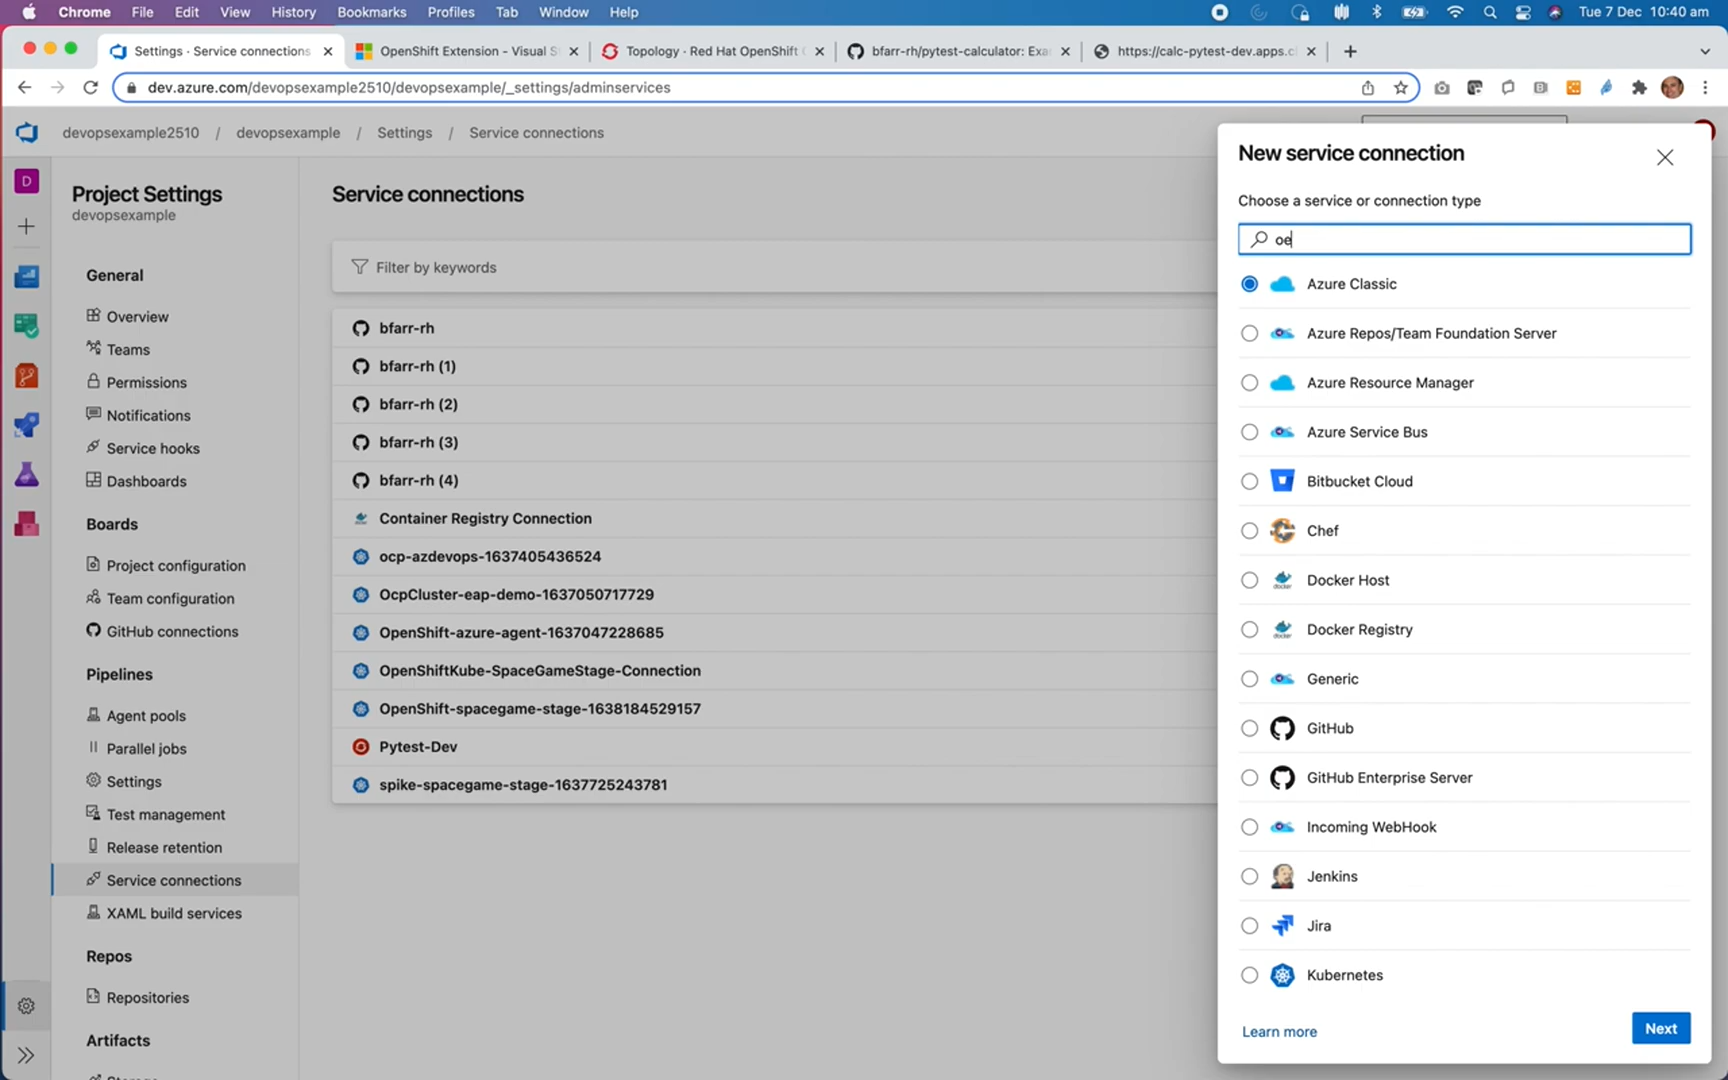 Chrome File Edit View History Bookmarks Profiles Tab Window Help Tue 7 Dec 10:40 am
Settings · Service connections OpenShift Extension - Visual S Topology · Red Hat OpenShift bfarr-rh/pytest-calculator: Exa https://calc-pytest-dev.apps.c
dev.azure.com/devopsexample2510/devopsexample/_settings/adminservices
devopsexample2510 / devopsexample / Settings / Service connections
D
Project Settings
devopsexample
General
Overview
Teams
Permissions
Notifications
Service hooks
Dashboards
Boards
Project configuration
Team configuration
GitHub connections
Pipelines
Agent pools
Parallel jobs
Settings
Test management
Release retention
Service connections
XAML build services
Repos
Repositories
Artifacts
Service connections
Filter by keywords
bfarr-rh
bfarr-rh (1)
bfarr-rh (2)
bfarr-rh (3)
bfarr-rh (4)
Container Registry Connection
ocp-azdevops-1637405436524
OcpCluster-eap-demo-1637050717729
OpenShift-azure-agent-1637047228685
OpenShiftKube-SpaceGameStage-Connection
OpenShift-spacegame-stage-1638184529157
Pytest-Dev
spike-spacegame-stage-1637725243781
New service connection
Choose a service or connection type
oe
Azure Classic
Azure Repos/Team Foundation Server
Azure Resource Manager
Azure Service Bus
Bitbucket Cloud
Chef
docker Docker Host
docker Docker Registry
Generic
GitHub
GitHub Enterprise Server
Incoming WebHook
Jenkins
Jira
Kubernetes
Learn more
Next